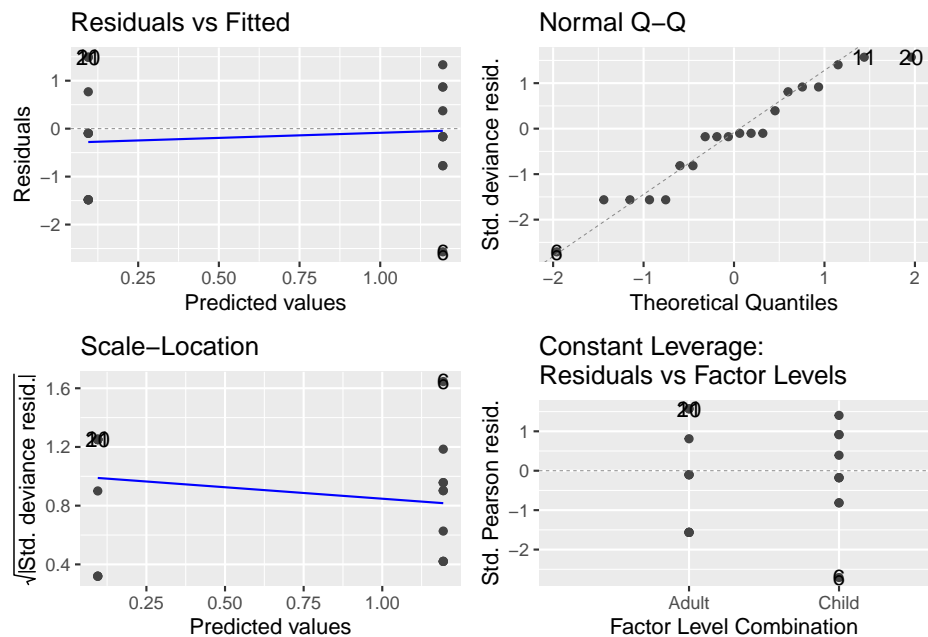 Residuals vs Fitted
Residuals
1
0
−1
−2
11
20
6
0.25
0.50
0.75
1.00
Predicted values
Normal Q−Q
Std. deviance resid.
1
0
−1
−2
11
20
6
−2
−1
0
1
2
Theoretical Quantiles
Scale−Location
√|Std. deviance resid.|
1.6
1.2
0.8
0.4
6
0.25
0.50
0.75
1.00
Predicted values
Constant Leverage:
Residuals vs Factor Levels
Std. Pearson resid.
1
0
−1
−2
6
Adult
Child
Factor Level Combination